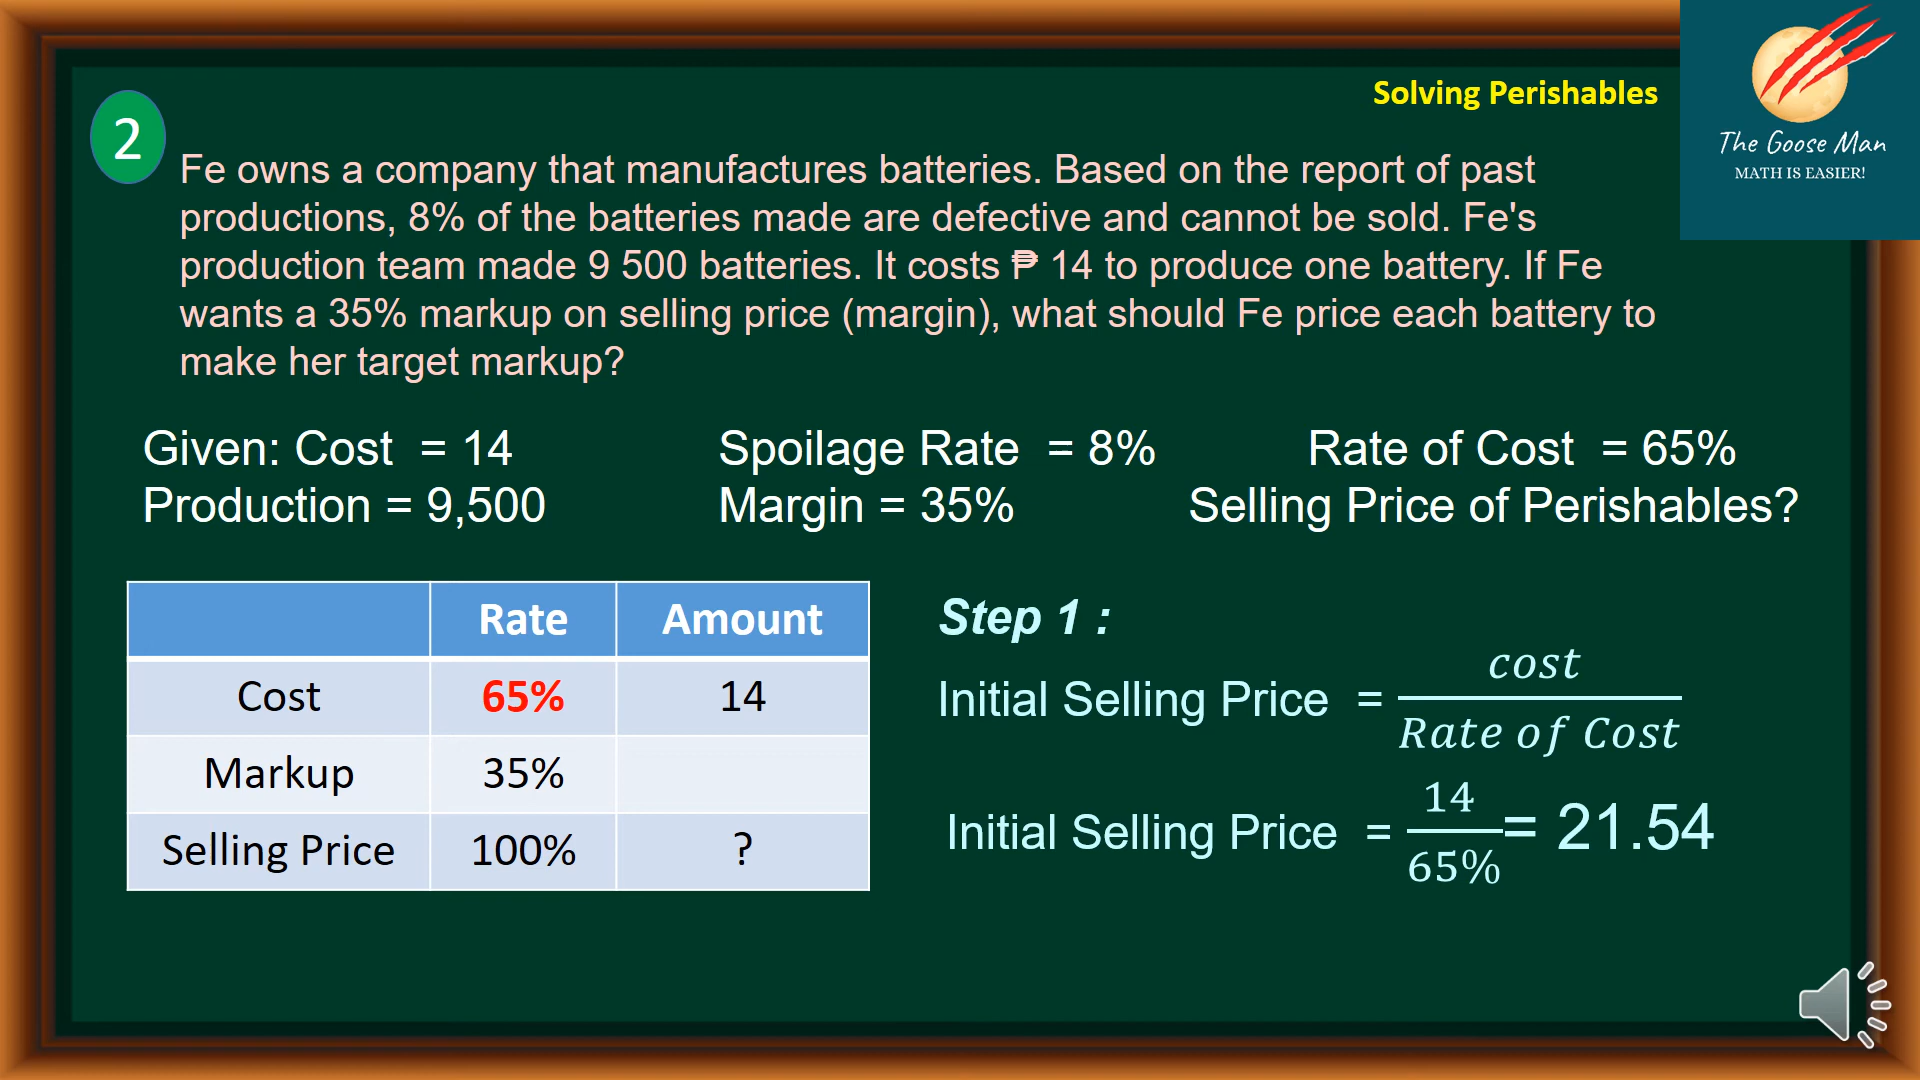 Solving Perishables
The Goose Man
MATH IS EASIER!
2
Fe owns a company that manufactures batteries. Based on the report of past
productions, 8% of the batteries made are defective and cannot be sold. Fe's
production team made 9 500 batteries. It costs ₱ 14 to produce one battery. If Fe
wants a 35% markup on selling price (margin), what should Fe price each battery to
make her target markup?
Given: Cost = 14 Spoilage Rate = 8% Rate of Cost = 65%
Production = 9,500 Margin = 35% Selling Price of Perishables?
Rate Amount
Cost 65% 14
Markup 35%
Selling Price 100% ?
Step 1 :
Initial Selling Price = cost / Rate of Cost
Initial Selling Price = 14 / 65% = 21.54